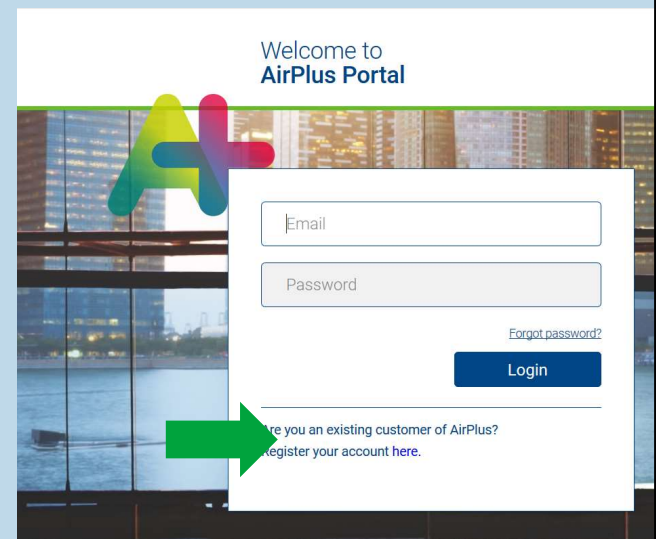 Welcome to
AirPlus Portal
A+
Email
Password
Forgot password?
Login
Are you an existing customer of AirPlus?
Register your account here.